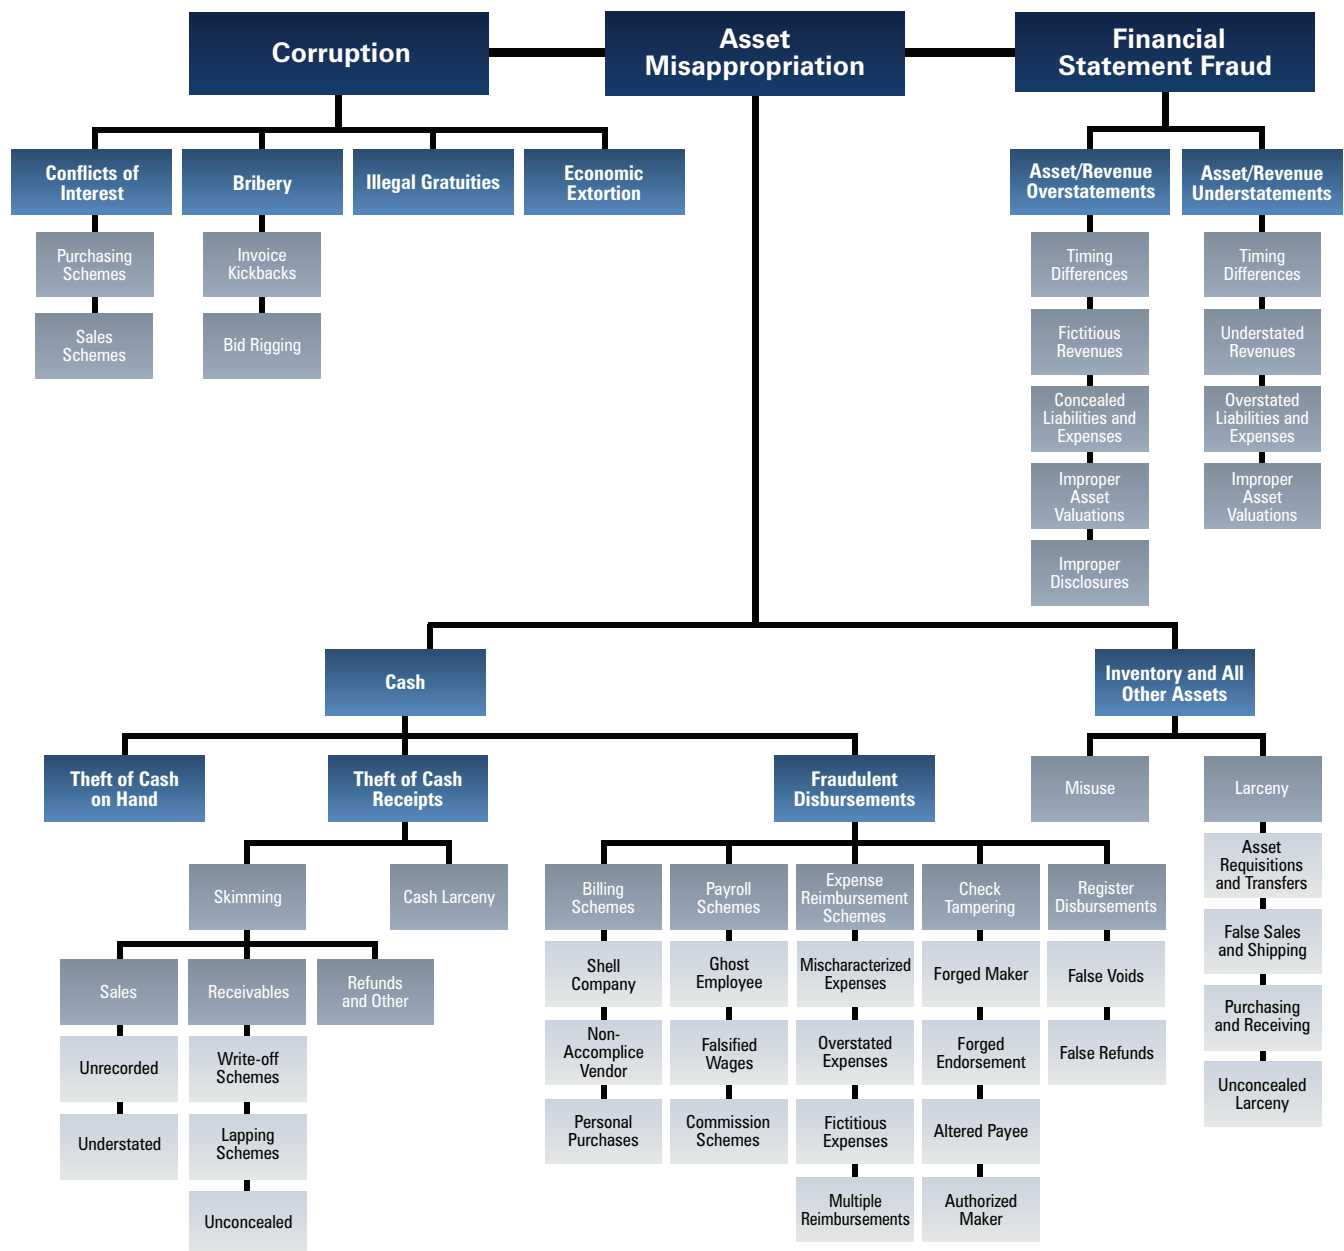 Corruption
Asset
Misappropriation
Financial
Statement Fraud
Conflicts of
Interest
Bribery
Illegal Gratuities
Economic
Extortion
Asset/Revenue
Overstatements
Asset/Revenue
Understatements
Purchasing
Schemes
Sales
Schemes
Invoice
Kickbacks
Bid Rigging
Timing
Differences
Fictitious
Revenues
Concealed
Liabilities and
Expenses
Improper
Asset
Valuations
Improper
Disclosures
Timing
Differences
Understated
Revenues
Overstated
Liabilities and
Expenses
Improper
Asset
Valuations
Cash
Inventory and All
Other Assets
Theft of Cash
on Hand
Theft of Cash
Receipts
Fraudulent
Disbursements
Misuse
Larceny
Skimming
Cash Larceny
Sales
Receivables
Refunds
and Other
Unrecorded
Understated
Write-off
Schemes
Lapping
Schemes
Unconcealed
Billing
Schemes
Shell
Company
Non-
Accomplice
Vendor
Personal
Purchases
Payroll
Schemes
Ghost
Employee
Falsified
Wages
Commission
Schemes
Expense
Reimbursement
Schemes
Mischaracterized
Expenses
Overstated
Expenses
Fictitious
Expenses
Multiple
Reimbursements
Check
Tampering
Forged Maker
Forged
Endorsement
Altered Payee
Authorized
Maker
Register
Disbursements
False Voids
False Refunds
Asset
Requisitions
and Transfers
False Sales
and Shipping
Purchasing
and Receiving
Unconcealed
Larceny